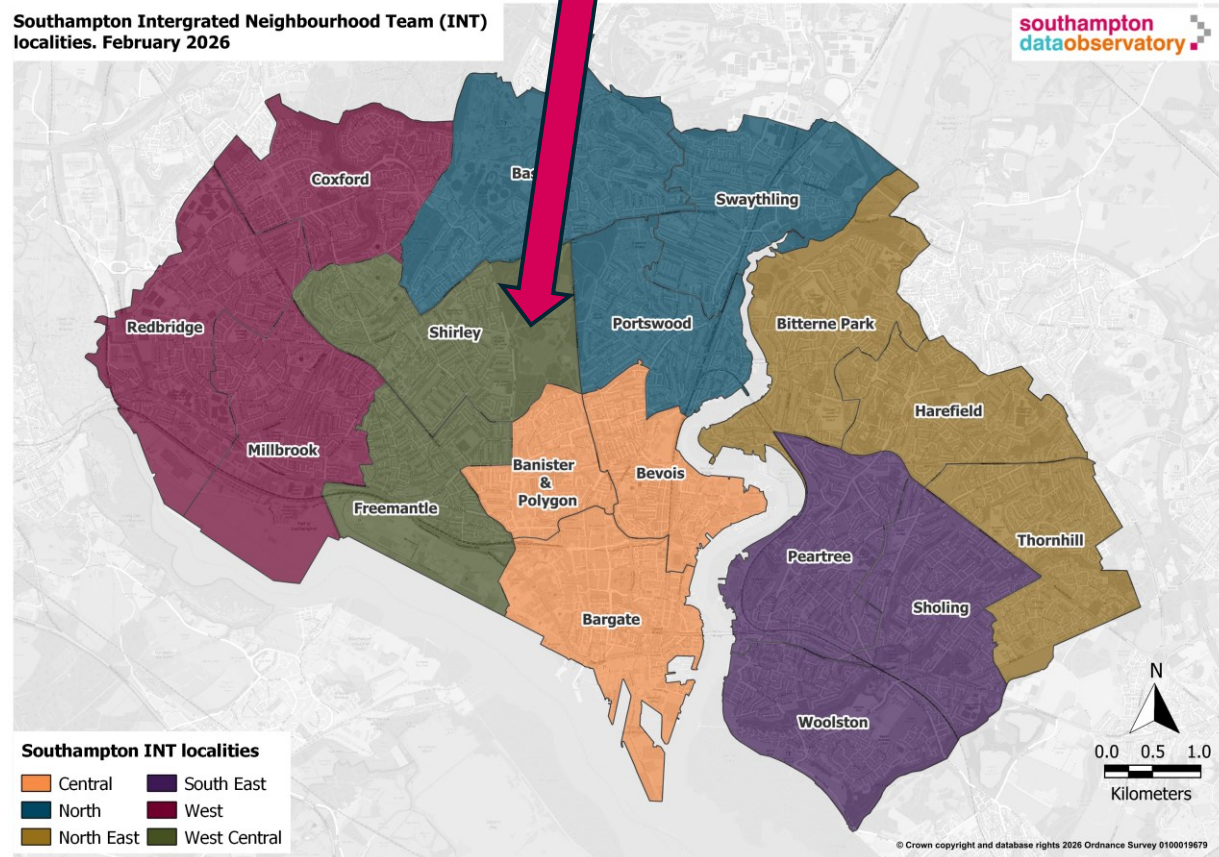 Southampton Intergrated Neighbourhood Team (INT)
localities. February 2026
southampton
dataobservatory
Coxford
Swaythling
Redbridge
Shirley
Portswood
Bitterne Park
Harefield
Millbrook
Banister
&
Polygon
Bevois
Freemantle
Thornhill
Peartree
Sholing
Bargate
Woolston
N
0.0 0.5 1.0
Kilometers
Southampton INT localities
Central
South East
North
West
North East
West Central
© Crown copyright and database rights 2026 Ordnance Survey 0100019679